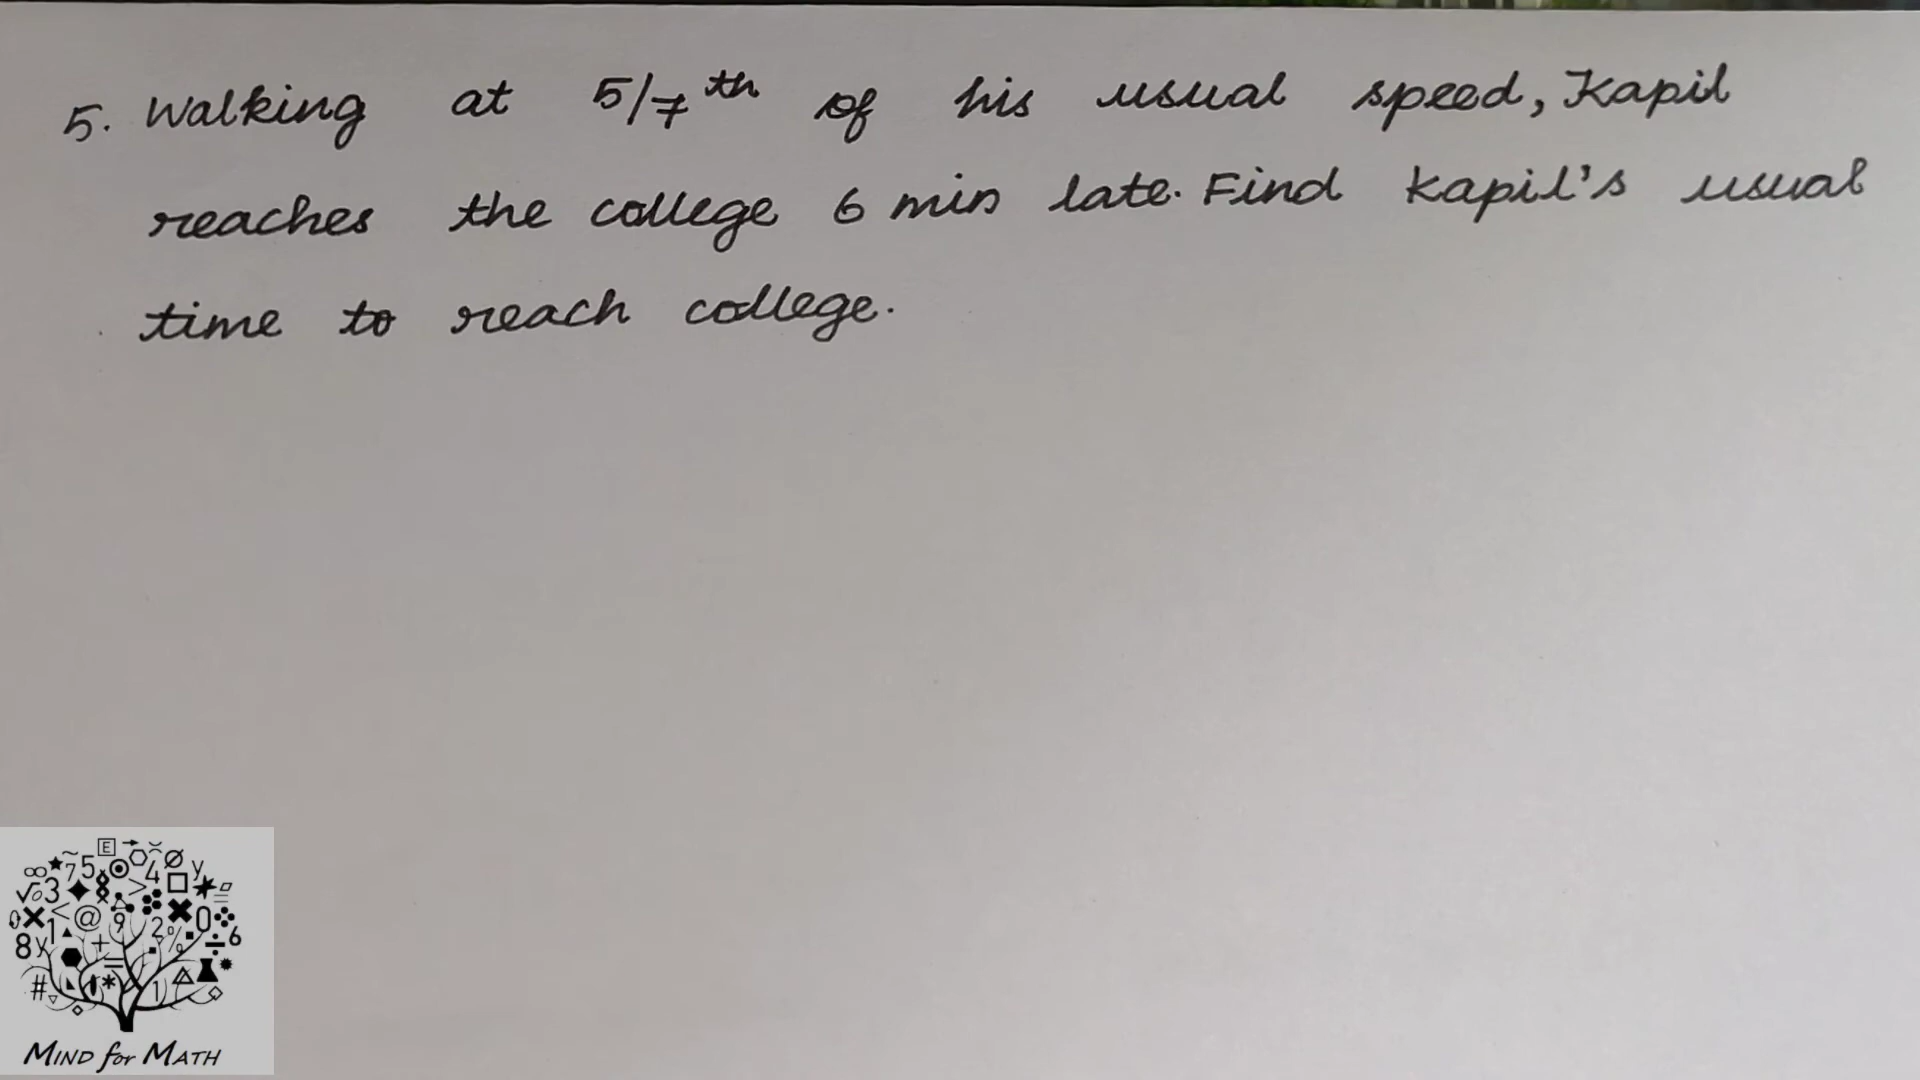 5. Walking at 5/7th of his usual speed, Kapil
reaches the college 6 min late. Find Kapil's usual
time to reach college.
MIND for MATH